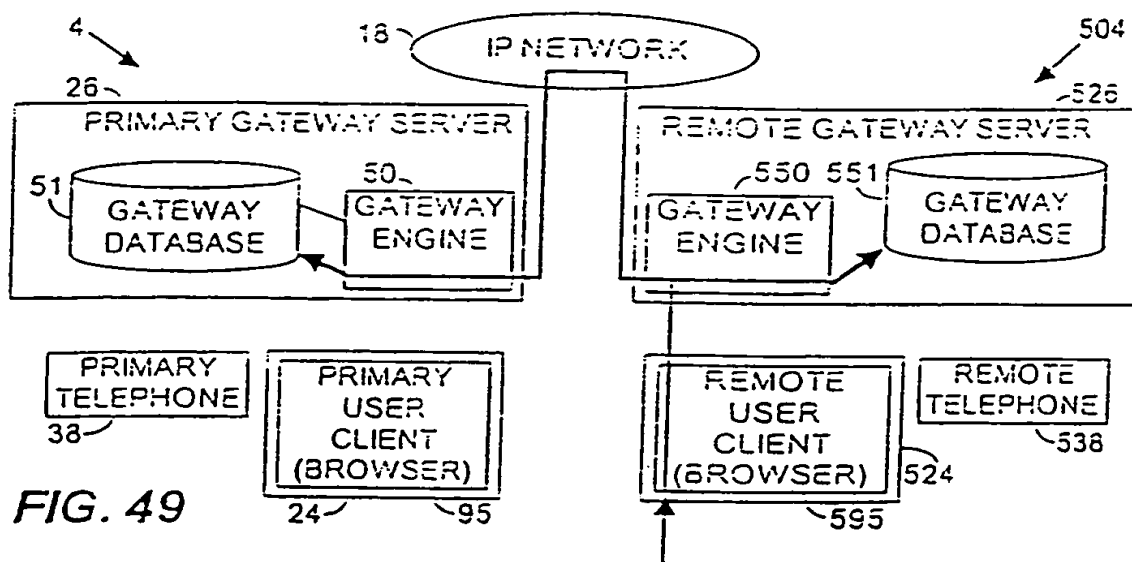 4
18
IP NETWORK
504
26
526
PRIMARY GATEWAY SERVER
REMOTE GATEWAY SERVER
51
GATEWAY
DATABASE
50
GATEWAY
ENGINE
550
GATEWAY
ENGINE
551
GATEWAY
DATABASE
PRIMARY
TELEPHONE
38
PRIMARY
USER
CLIENT
(BROWSER)
24
95
REMOTE
USER
CLIENT
(BROWSER)
524
595
REMOTE
TELEPHONE
538
FIG. 49